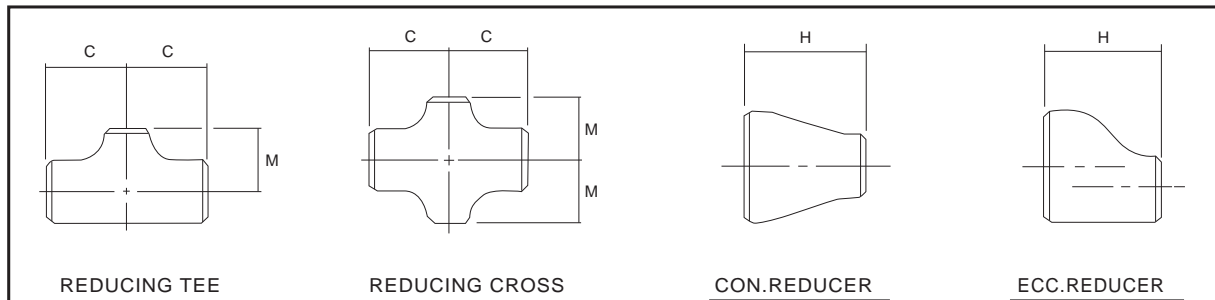 C C
M
REDUCING TEE
C C
M
M
REDUCING CROSS
H
CON.REDUCER
H
ECC.REDUCER